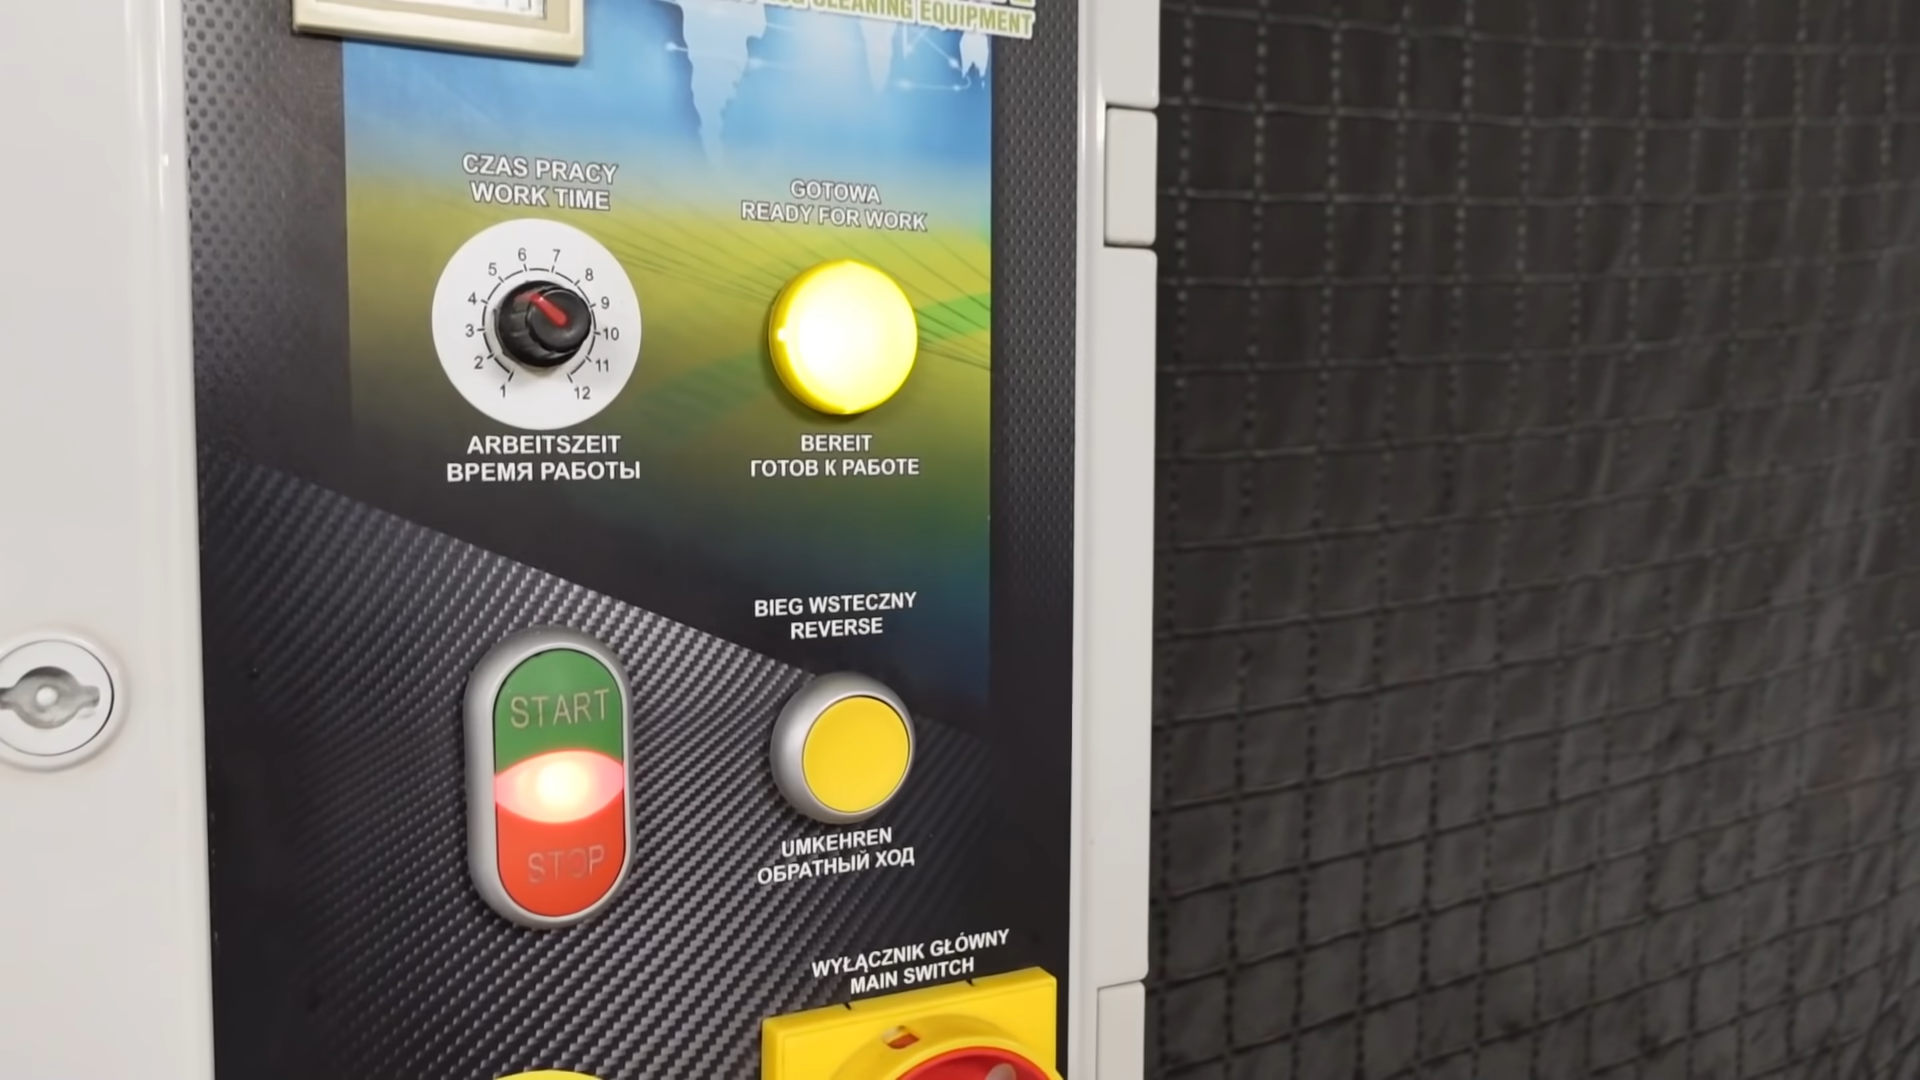 CLEANING EQUIPMENT
CZAS PRACY
WORK TIME
GOTOWA
READY FOR WORK
1
2
3
4
5
6
7
8
9
10
11
12
ARBEITSZEIT
ВРЕМЯ РАБОТЫ
BEREIT
ГОТОВ К РАБОТЕ
BIEG WSTECZNY
REVERSE
START
STOP
UMKEHREN
ОБРАТНЫЙ ХОД
WYŁĄCZNIK GŁÓWNY
MAIN SWITCH